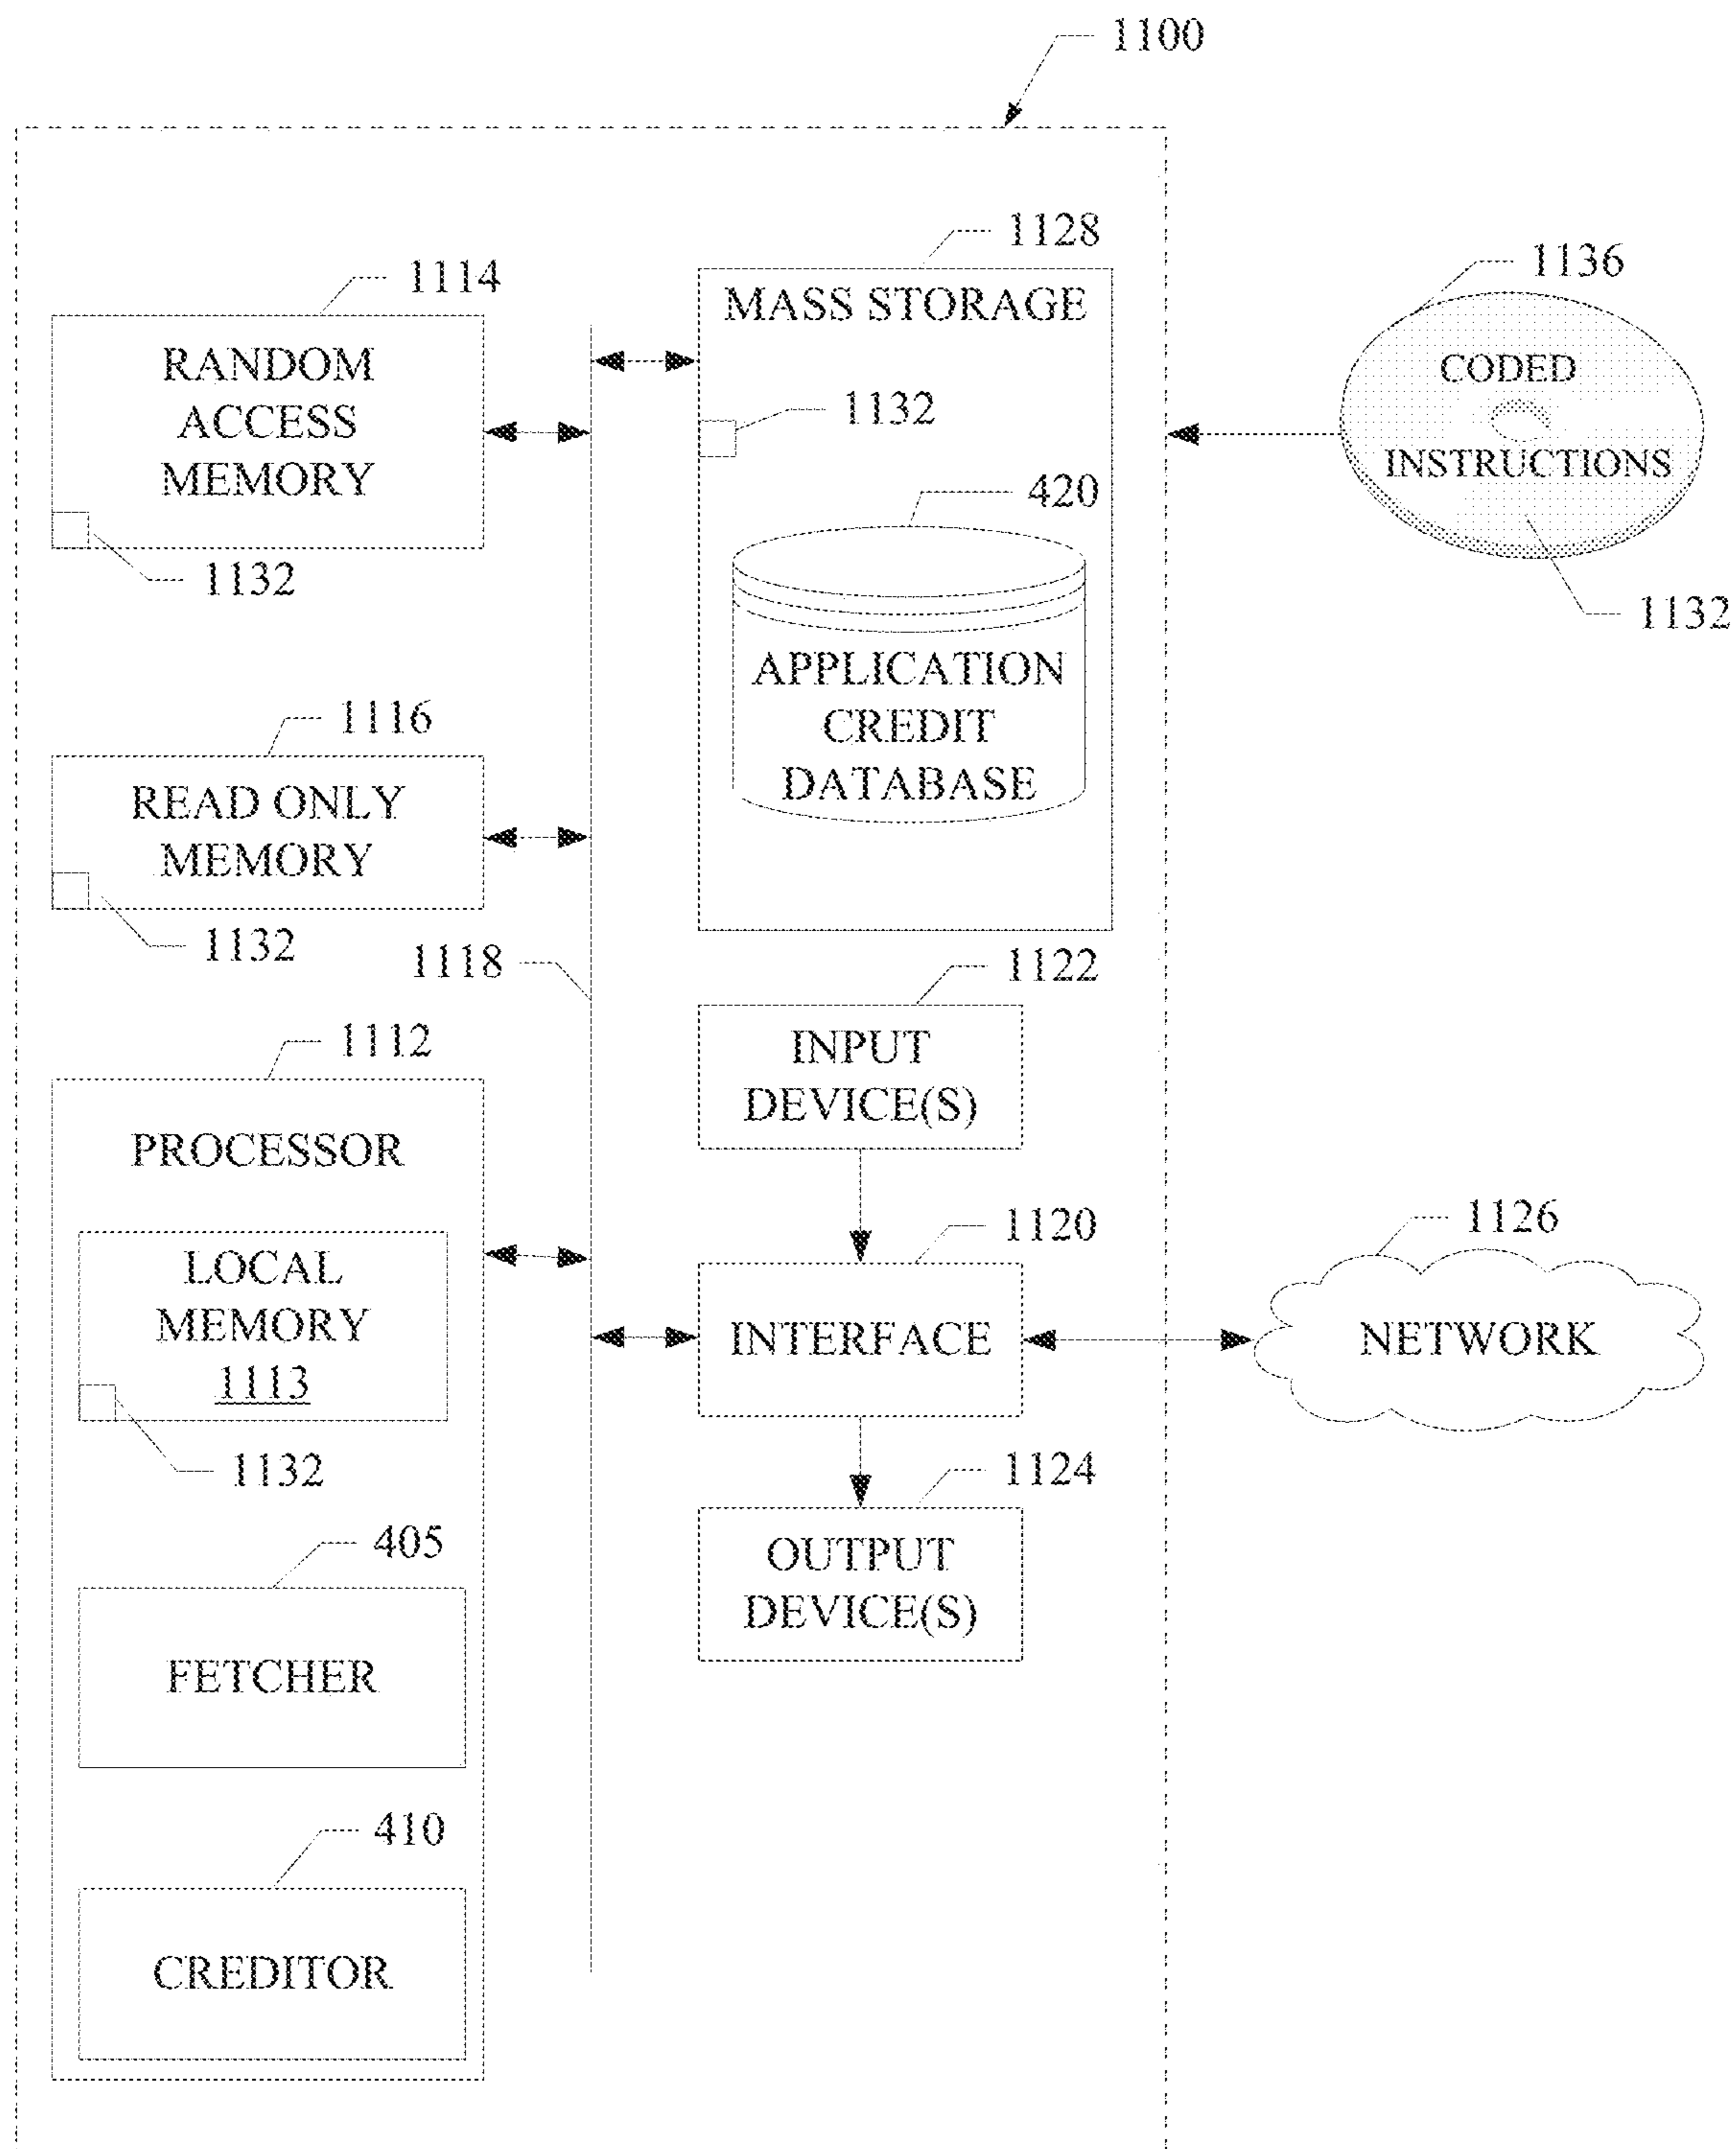 1100
1128
MASS STORAGE
1114
RANDOM
ACCESS
MEMORY
1132
1132
420
APPLICATION
CREDIT
DATABASE
1136
CODED
INSTRUCTIONS
1132
1116
READ ONLY
MEMORY
1132
1118
1122
INPUT
DEVICE(S)
1112
PROCESSOR
LOCAL
MEMORY
1113
1132
1120
INTERFACE
1126
NETWORK
1124
OUTPUT
DEVICE(S)
405
FETCHER
410
CREDITOR